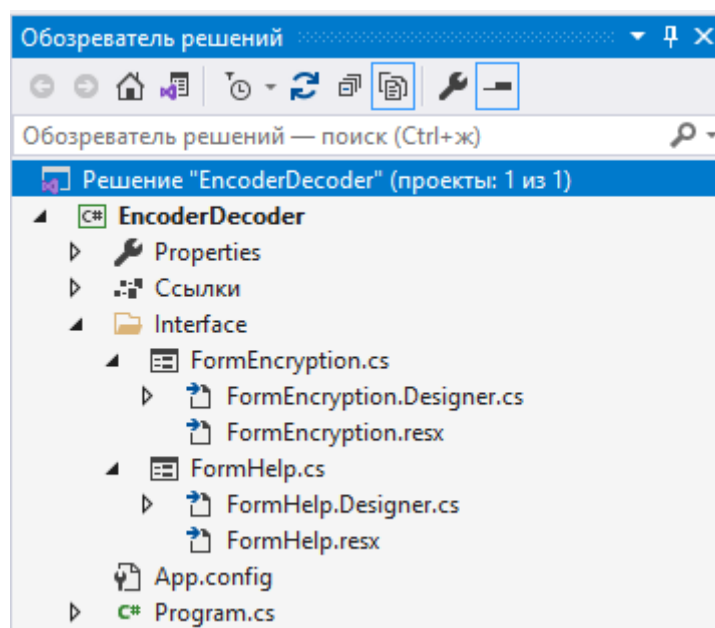 Обозреватель решений
Обозреватель решений — поиск (Ctrl+ж)
Решение "EncoderDecoder" (проекты: 1 из 1)
C# EncoderDecoder
Properties
Ссылки
Interface
FormEncryption.cs
FormEncryption.Designer.cs
FormEncryption.resx
FormHelp.cs
FormHelp.Designer.cs
FormHelp.resx
App.config
C# Program.cs